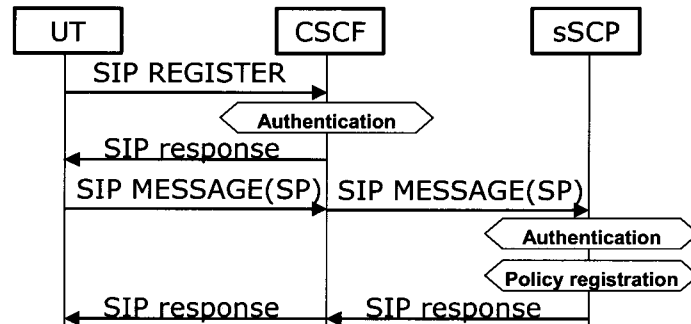 UT CSCF sSCP
SIP REGISTER
Authentication
SIP response
SIP MESSAGE(SP) SIP MESSAGE(SP)
Authentication
Policy registration
SIP response SIP response